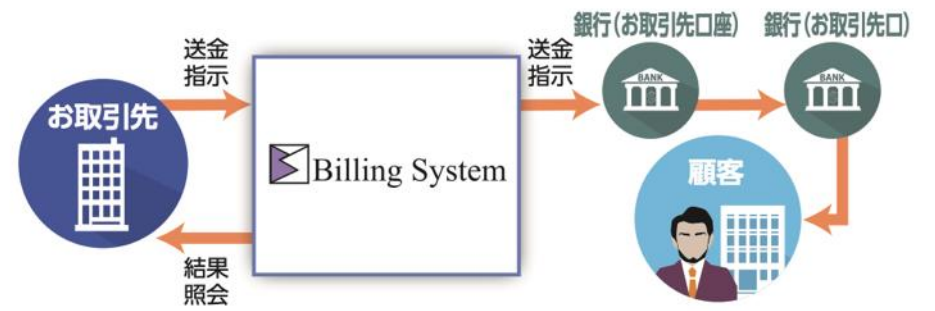 銀行(お取引先口座)
銀行(お取引先口)
送金
指示
送金
指示
BANK
BANK
お取引先
Billing System
顧客
結果
照会